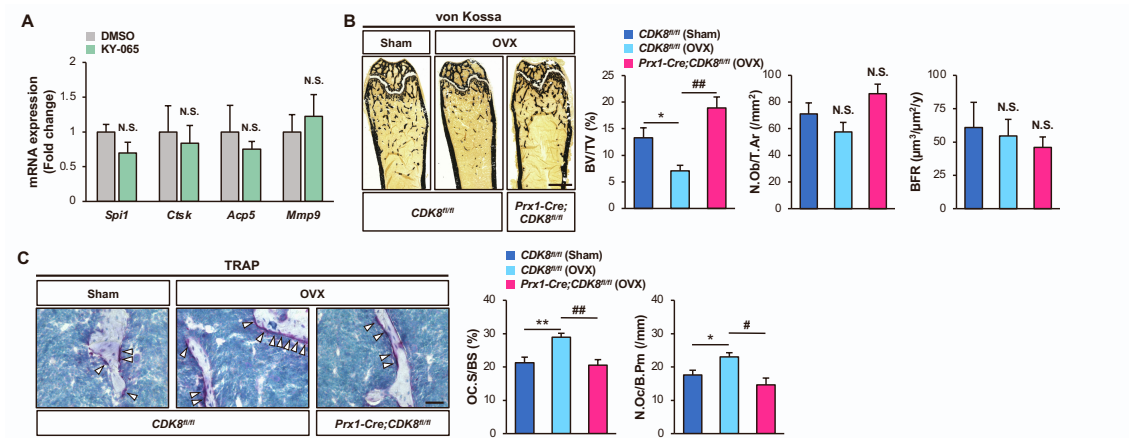 A
DMSO
KY-065
mRNA expression
(Fold change)
2
1.5
1
0.5
0
N.S.
N.S.
N.S.
N.S.
Spi1
Ctsk
Acp5
Mmp9
B
von Kossa
Sham
OVX
CDK8fl/fl
Prx1-Cre;
CDK8fl/fl
CDK8fl/fl (Sham)
CDK8fl/fl (OVX)
Prx1-Cre;CDK8fl/fl (OVX)
BV/TV (%)
25
20
15
10
5
0
*
##
N.Ob/T.Ar (/mm2)
100
80
60
40
20
0
N.S.
N.S.
BFR (μm3/μm2/y)
100
75
50
25
0
N.S.
N.S.
C
TRAP
Sham
OVX
CDK8fl/fl
Prx1-Cre;CDK8fl/fl
CDK8fl/fl (Sham)
CDK8fl/fl (OVX)
Prx1-Cre;CDK8fl/fl (OVX)
OC.S/BS (%)
40
30
20
10
0
**
##
N.Oc/B.Pm (/mm)
40
30
20
10
0
*
#